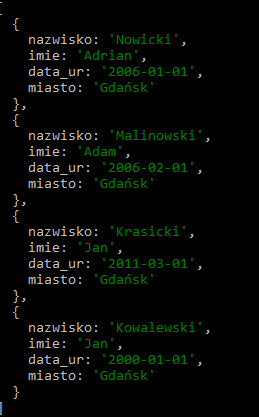 [
  {
    nazwisko: 'Nowicki',
    imie: 'Adrian',
    data_ur: '2006-01-01',
    miasto: 'Gdańsk'
  },
  {
    nazwisko: 'Malinowski',
    imie: 'Adam',
    data_ur: '2006-02-01',
    miasto: 'Gdańsk'
  },
  {
    nazwisko: 'Krasicki',
    imie: 'Jan',
    data_ur: '2011-03-01',
    miasto: 'Gdańsk'
  },
  {
    nazwisko: 'Kowalewski',
    imie: 'Jan',
    data_ur: '2000-01-01',
    miasto: 'Gdańsk'
  }
]